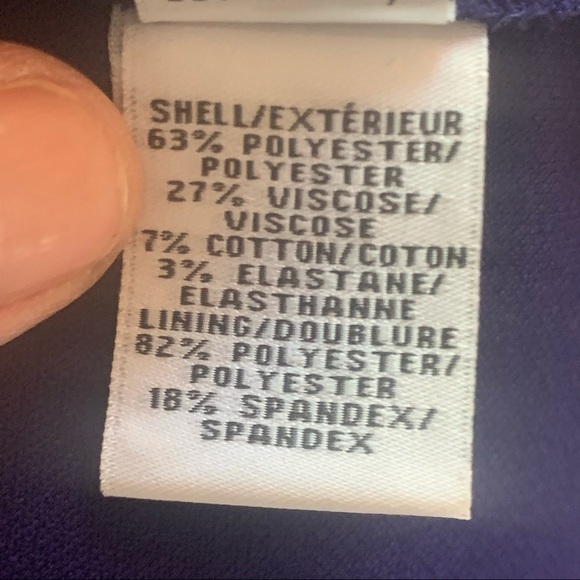 SHELL/EXTÉRIEUR
63% POLYESTER/
POLYESTER
27% VISCOSE/
VISCOSE
7% COTTON/COTON
3% ELASTANE/
ELASTHANNE
LINING/DOUBLURE
82% POLYESTER/
POLYESTER
18% SPANDEX/
SPANDEX